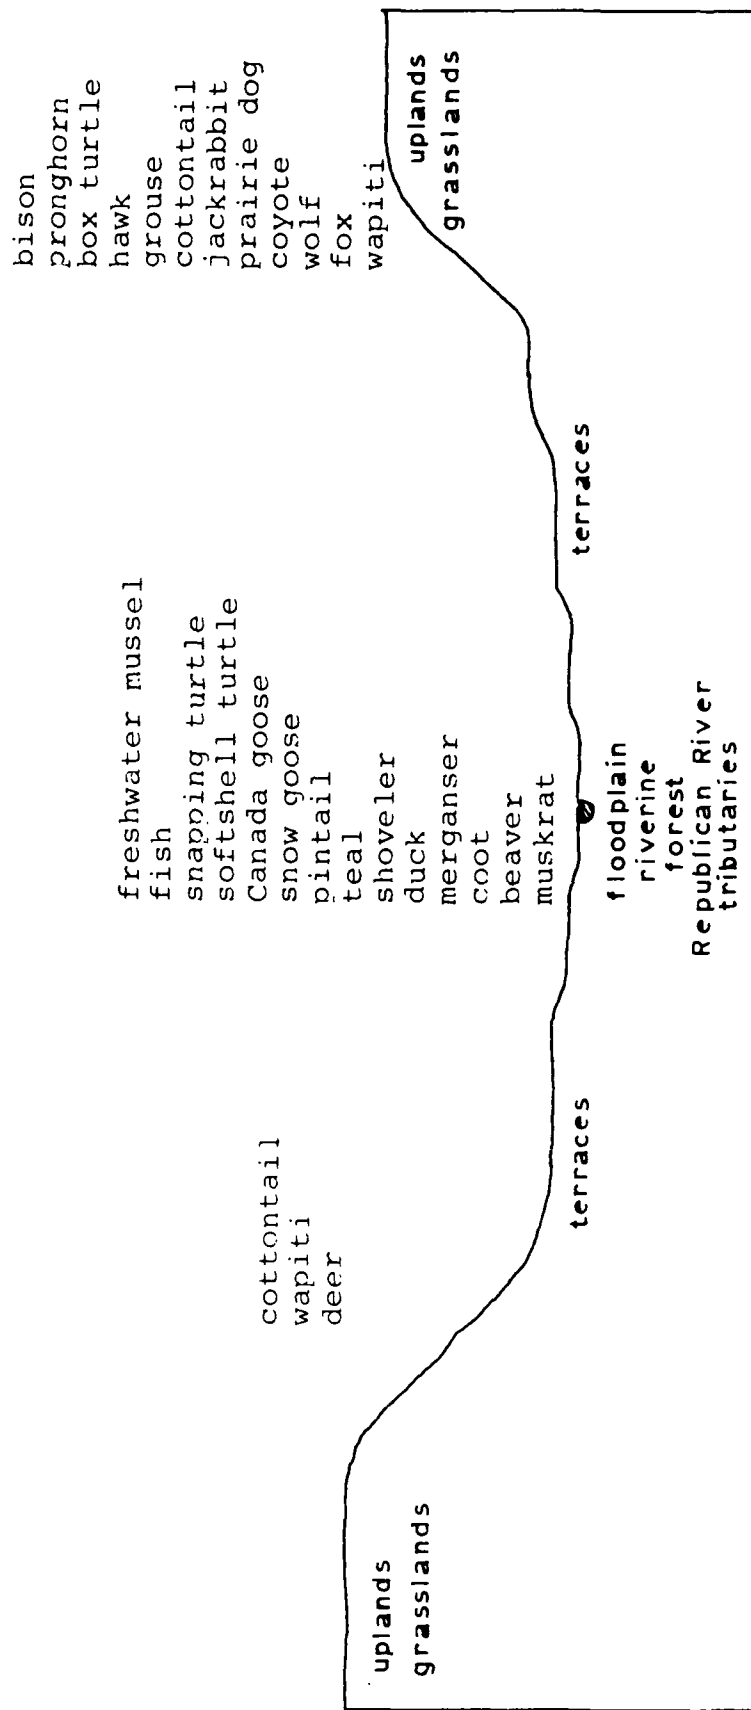 cottontail
wapiti
deer
freshwater mussel
fish
snapping turtle
softshell turtle
Canada goose
snow goose
pintail
teal
shoveler
duck
merganser
coot
beaver
muskrat
bison
pronghorn
box turtle
hawk
grouse
cottontail
jackrabbit
prairie dog
coyote
wolf
fox
wapiti
uplands
grasslands
terraces
floodplain
riverine
forest
Republican River
tributaries
terraces
uplands
grasslands